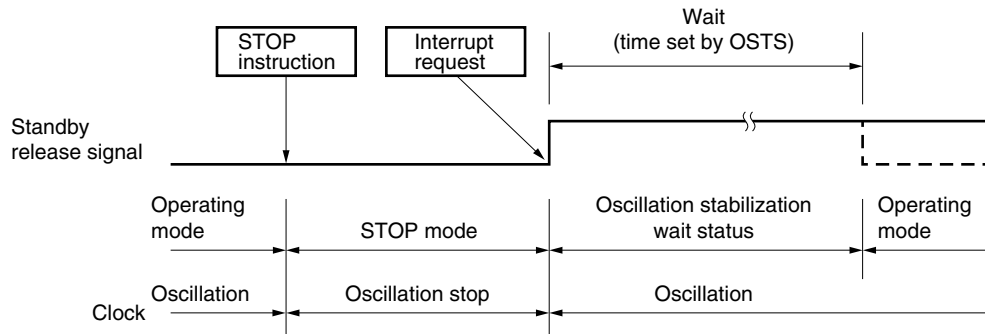 Wait
(time set by OSTS)
STOP
instruction
Interrupt
request
Standby
release signal
Operating
mode
STOP mode
Oscillation stabilization
wait status
Operating
mode
Clock
Oscillation
Oscillation stop
Oscillation